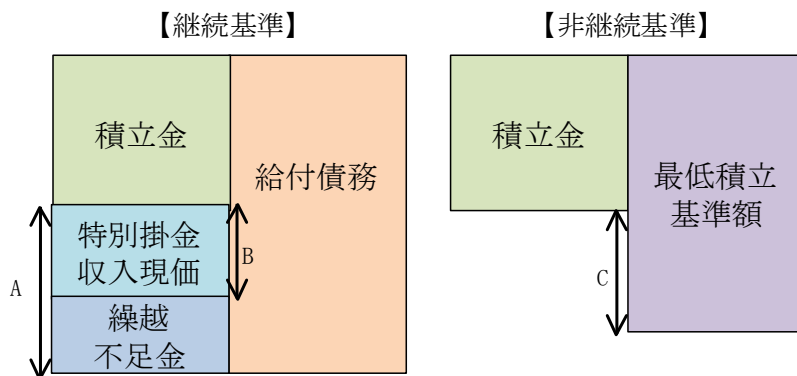 【継続基準】
積立金
給付債務
特別掛金
収入現価
繰越
不足金
A
B
【非継続基準】
積立金
最低積立
基準額
C